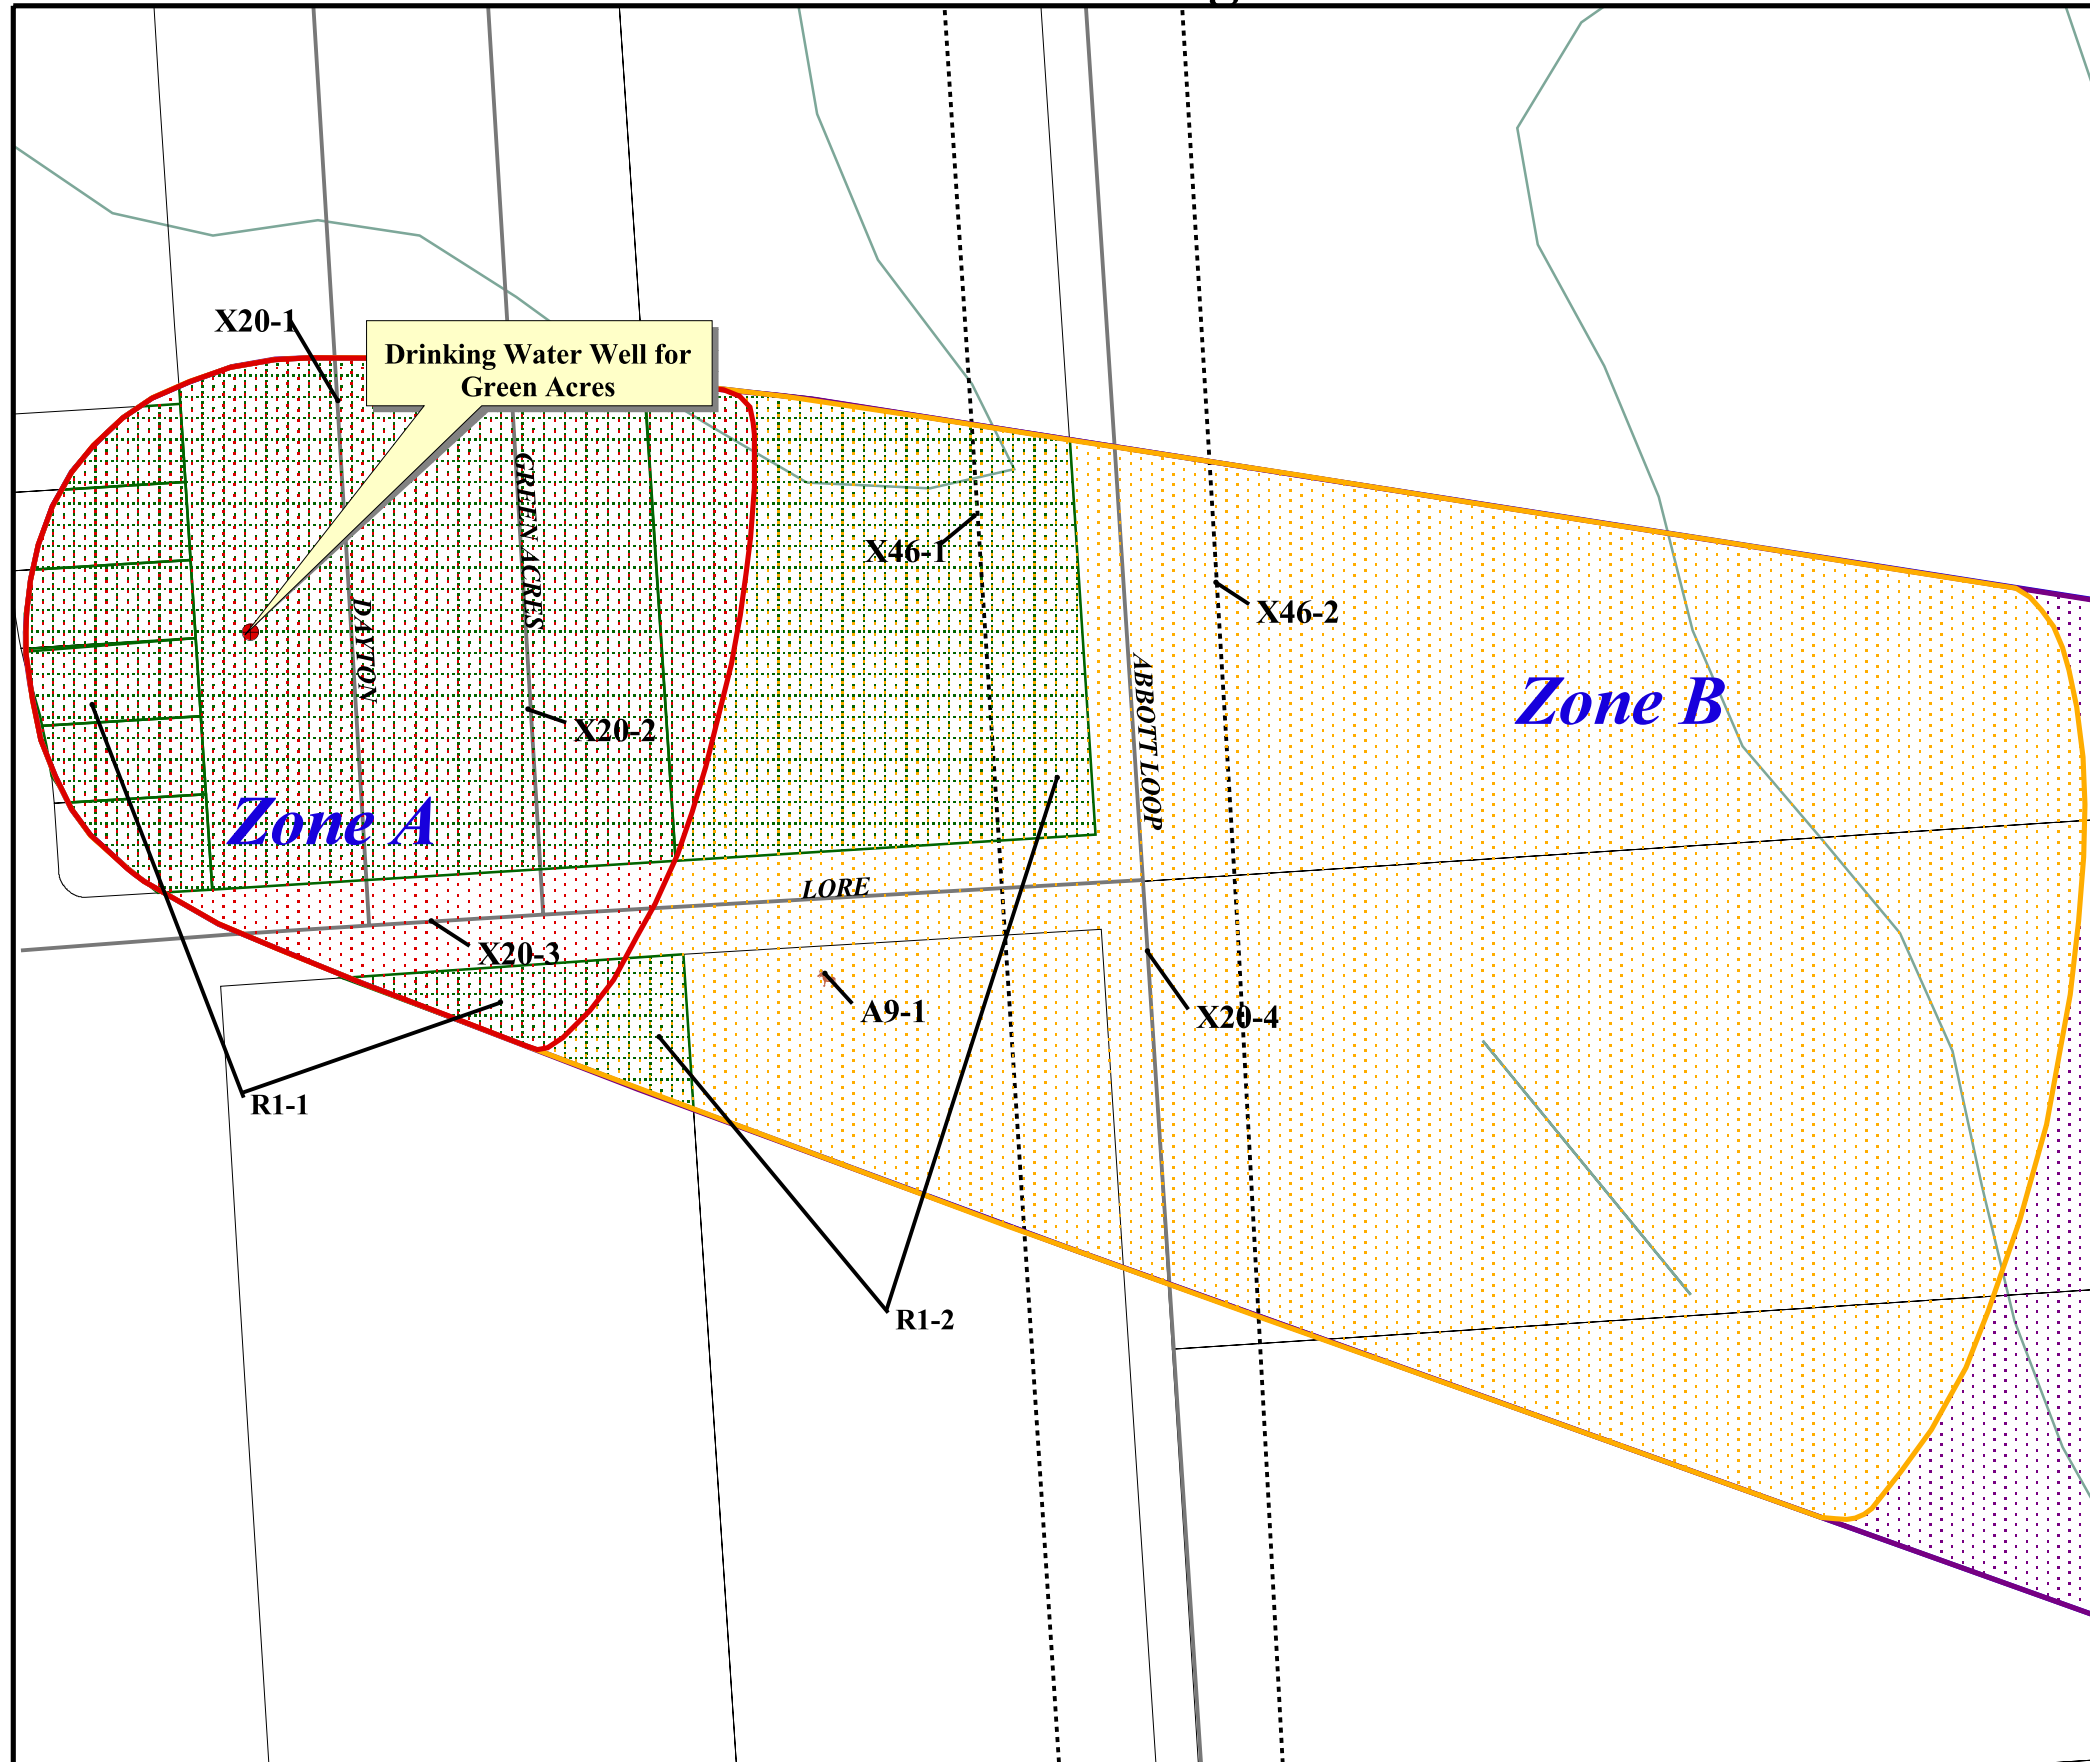 X20-1
Drinking Water Well for
Green Acres
GREEN ACRES
X46-1
DAYTON
X46-2
ABBOTT LOOP
Zone B
X20-2
Zone A
LORE
X20-3
A9-1
X20-4
R1-1
R1-2